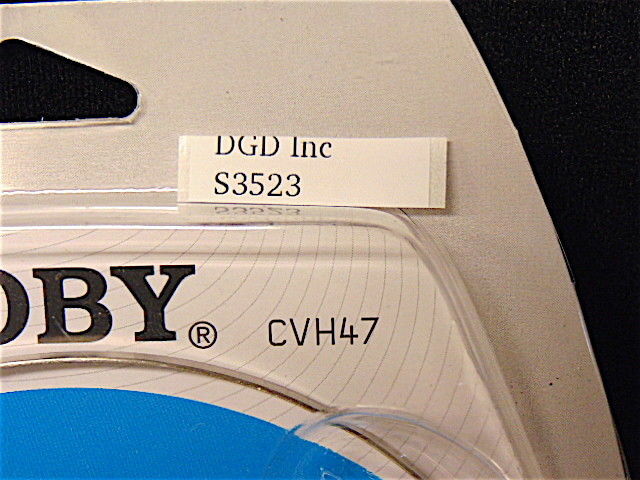 DGD Inc
S3523
OBY® CVH47